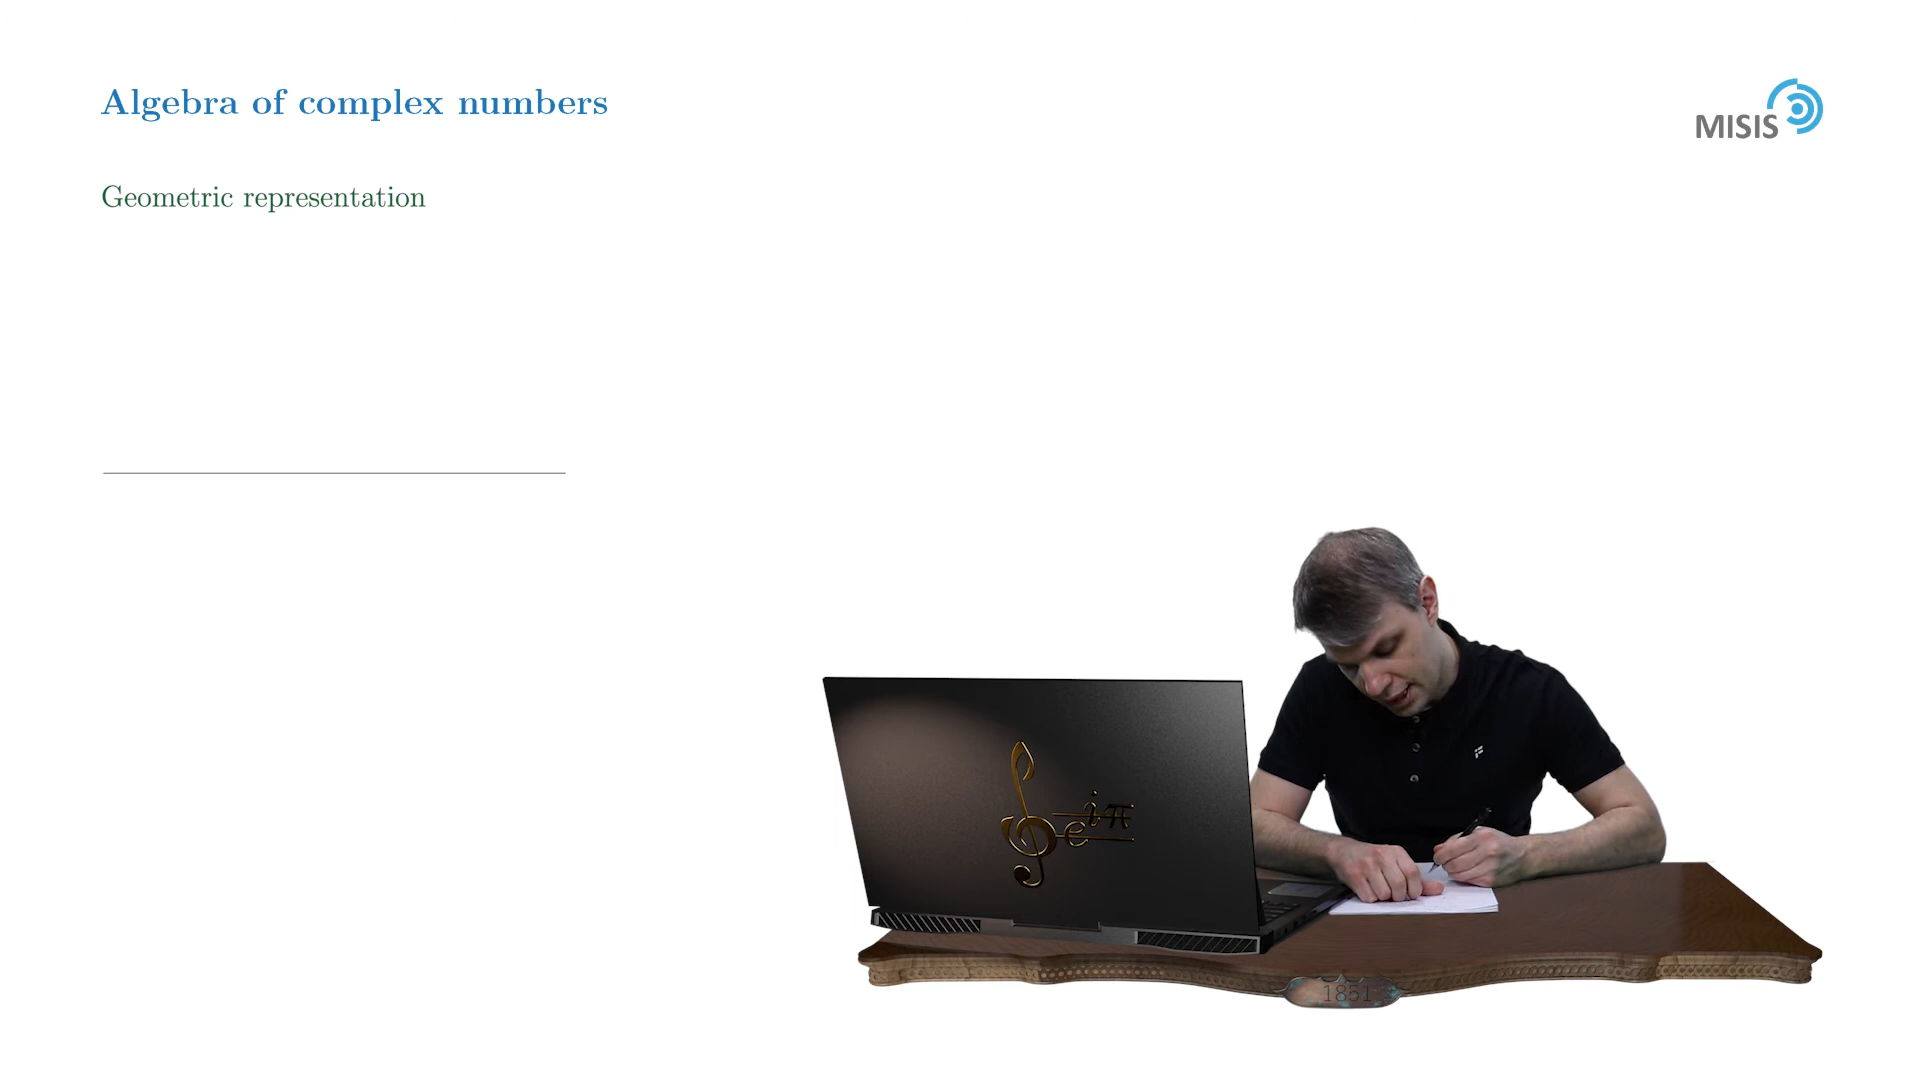 Algebra of complex numbers
MISIS
Geometric representation
e^{iπ}
1851